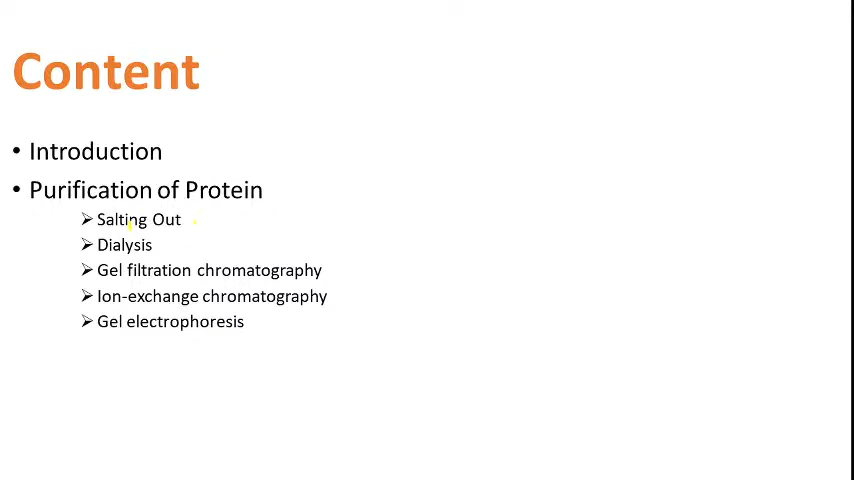 Content
• Introduction
• Purification of Protein
➢ Salting Out
➢ Dialysis
➢ Gel filtration chromatography
➢ Ion-exchange chromatography
➢ Gel electrophoresis